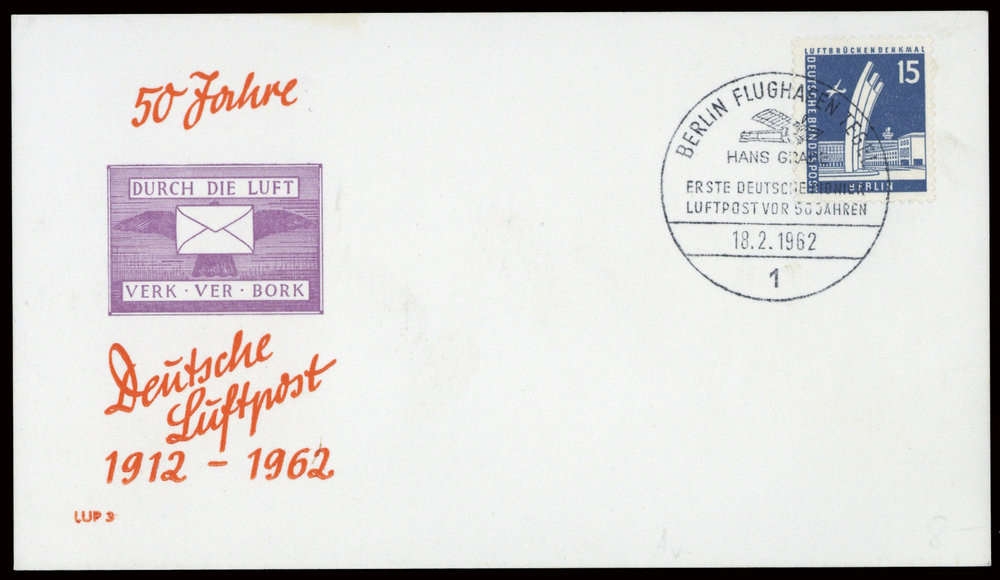 50 Jahre
DURCH DIE LUFT
VERK · VER · BORK
Deutsche
Luftpost
1912 - 1962
LUP 3
BERLIN FLUGHAFEN
HANS
ERSTE DEUTSCHE
LUFTPOST VOR 50 JAHREN
18.2.1962
1
LUFTBRÜCKENDENKMAL
DEUTSCHE BUNDESPOST
15
BERLIN